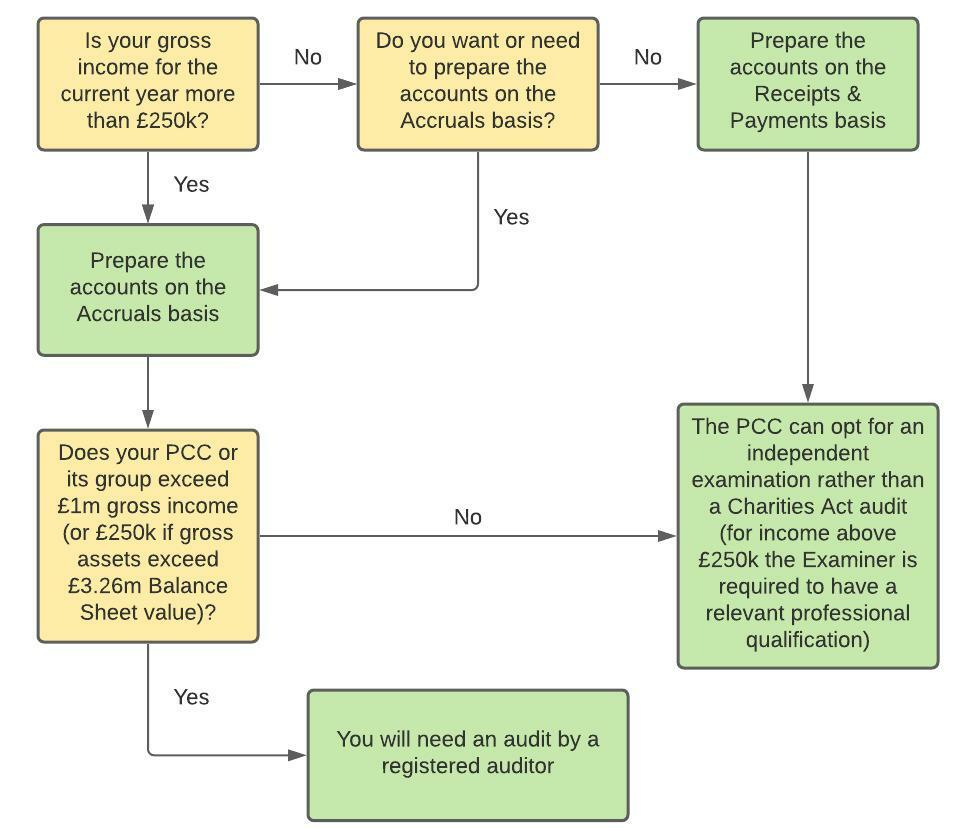 Is your gross
income for the
current year more
than £250k?
No
Do you want or need
to prepare the
accounts on the
Accruals basis?
No
Prepare the
accounts on the
Receipts &
Payments basis
Yes
Yes
Prepare the
accounts on the
Accruals basis
Does your PCC or
its group exceed
£1m gross income
(or £250k if gross
assets exceed
£3.26m Balance
Sheet value)?
No
The PCC can opt for an
independent
examination rather than
a Charities Act audit
(for income above
£250k the Examiner is
required to have a
relevant professional
qualification)
Yes
You will need an audit by a
registered auditor